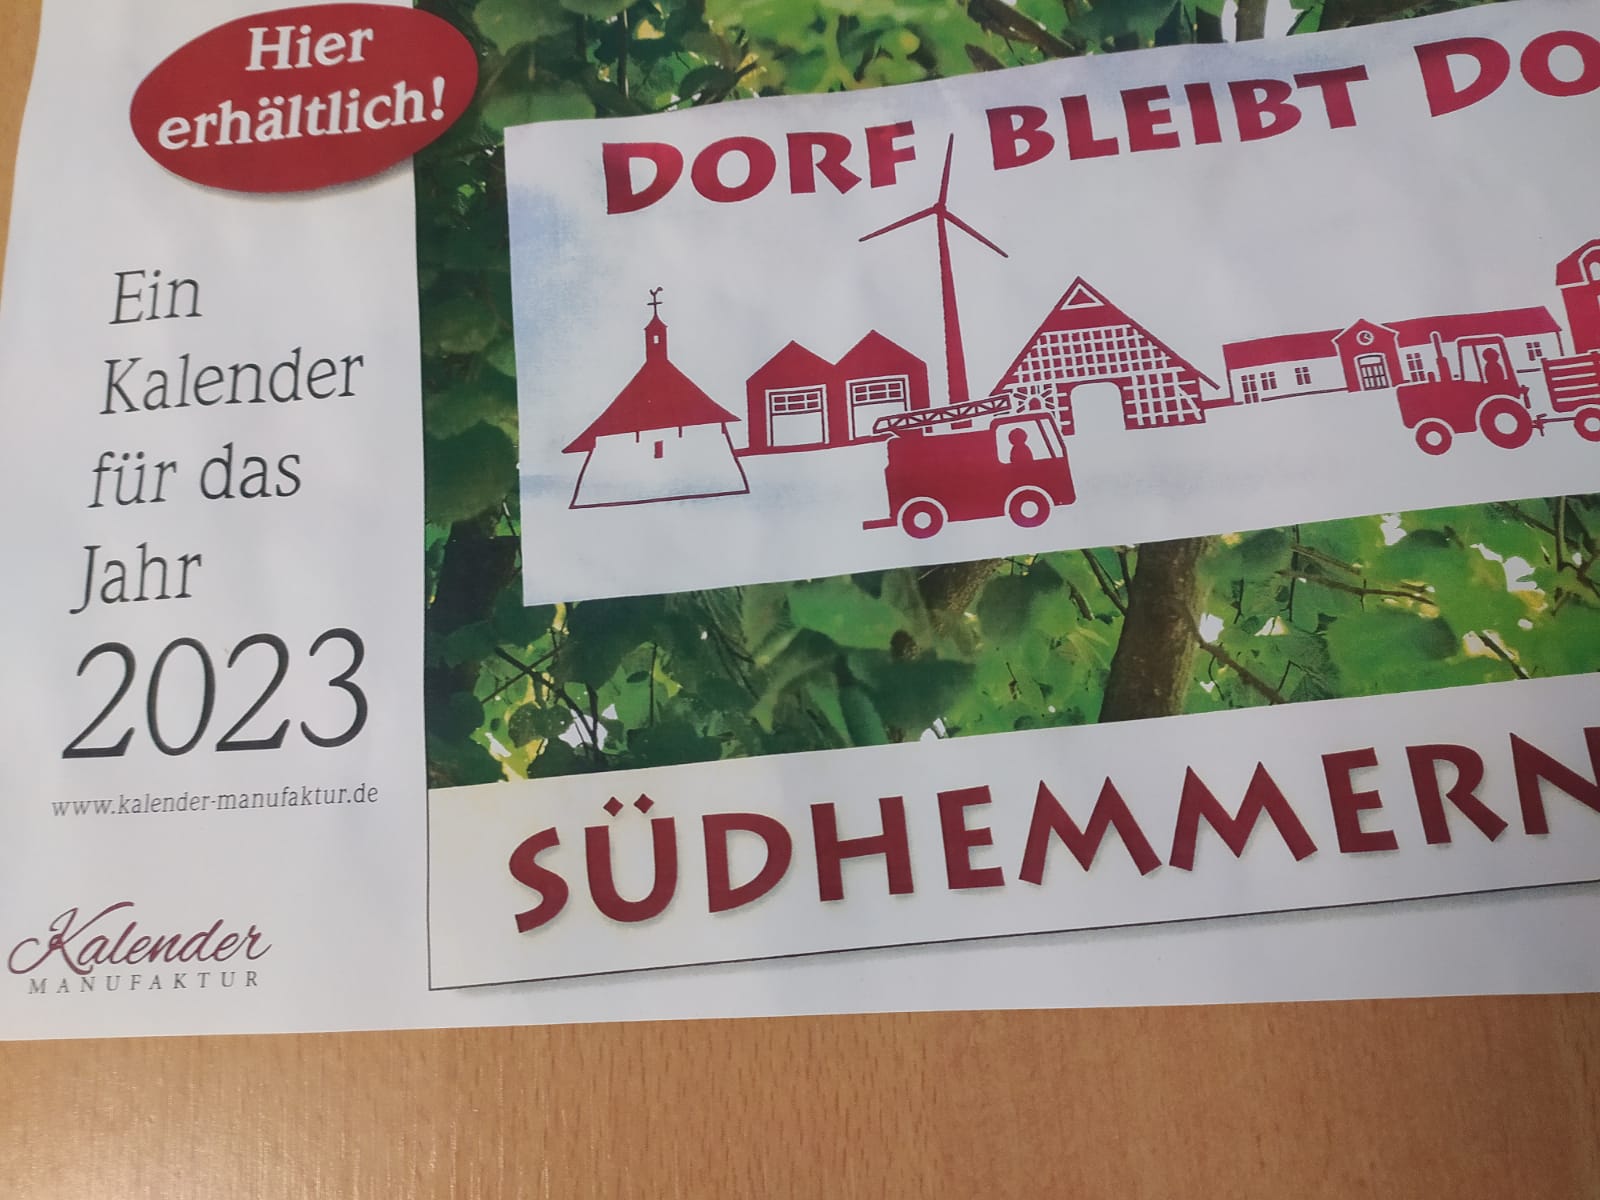 Hier
erhältlich!
DORF BLEIBT DO
Ein
Kalender
für das
Jahr
2023
www.kalender-manufaktur.de
SÜDHEMMERN
Kalender
MANUFAKTUR